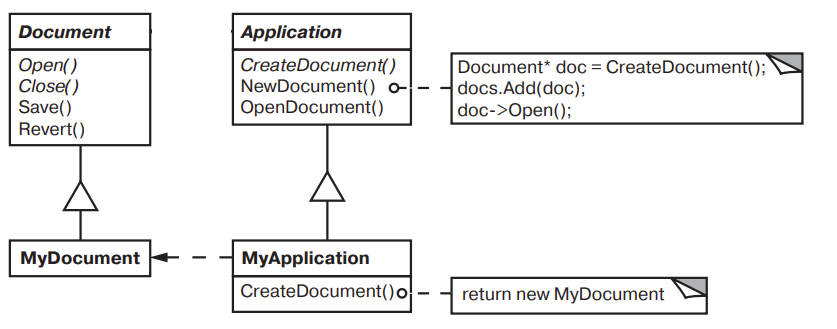 Document
Open()
Close()
Save()
Revert()
Application
CreateDocument()
NewDocument()
OpenDocument()
Document* doc = CreateDocument();
docs.Add(doc);
doc->Open();
MyDocument
MyApplication
CreateDocument()
return new MyDocument